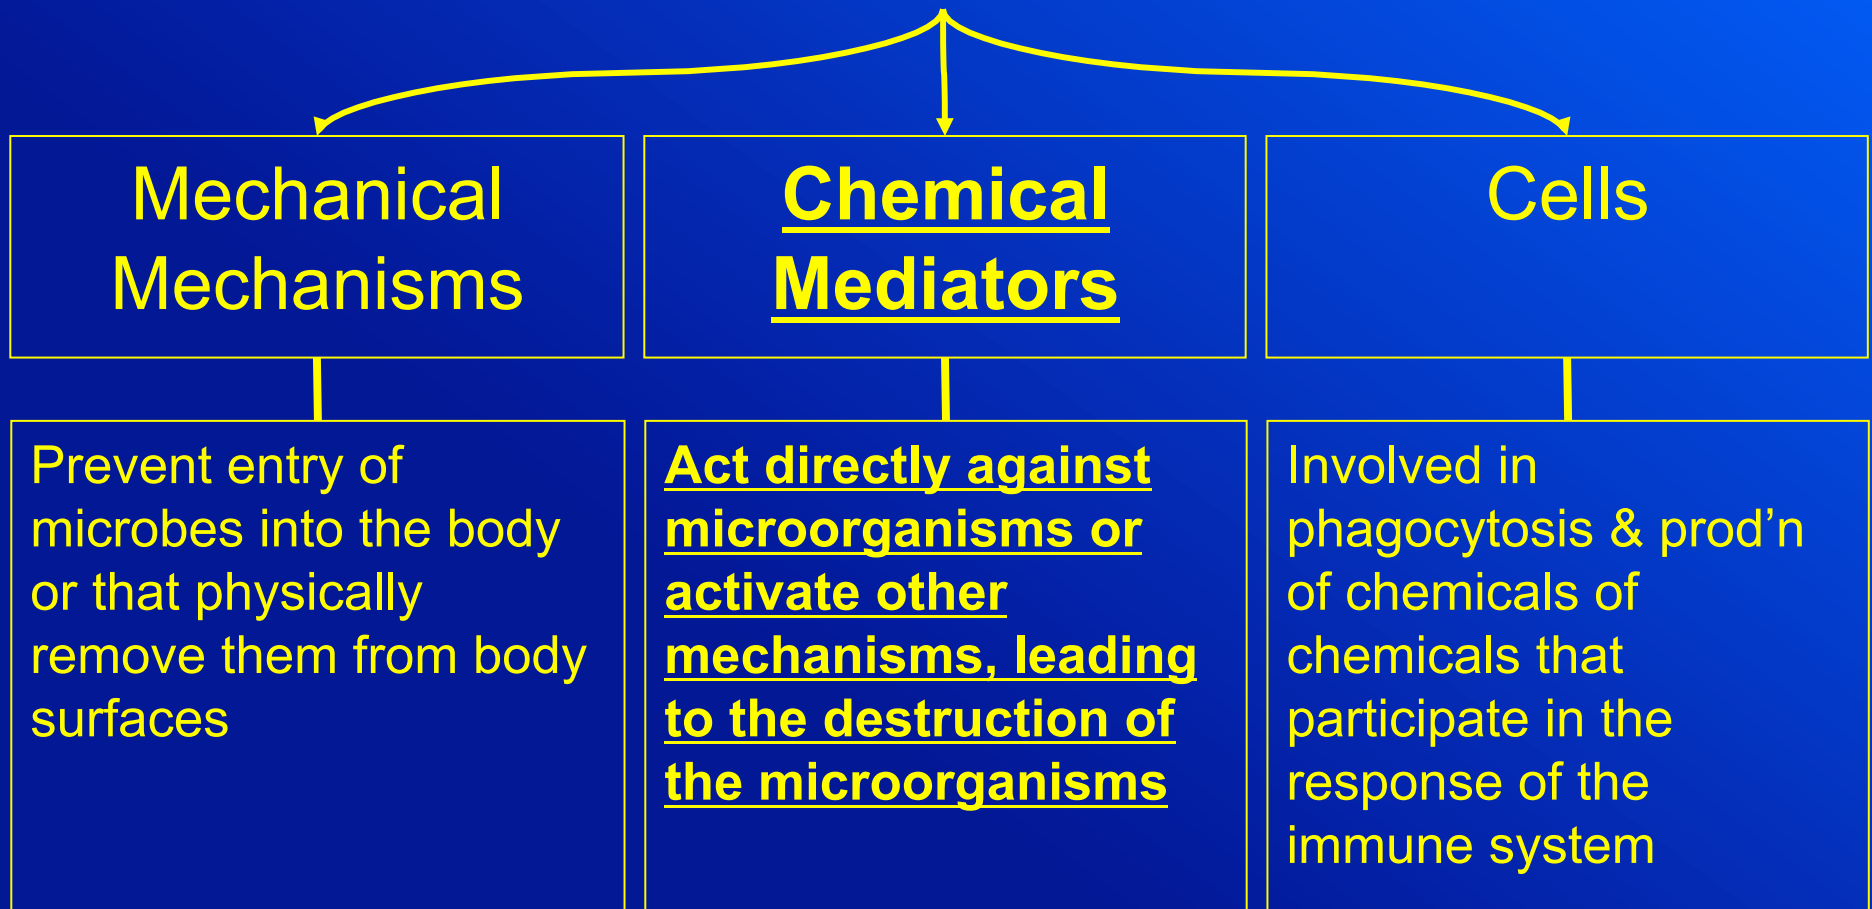 Mechanical
Mechanisms
Chemical
Mediators
Cells
Prevent entry of
microbes into the body
or that physically
remove them from body
surfaces
Act directly against
microorganisms or
activate other
mechanisms, leading
to the destruction of
the microorganisms
Involved in
phagocytosis & prod’n
of chemicals of
chemicals that
participate in the
response of the
immune system